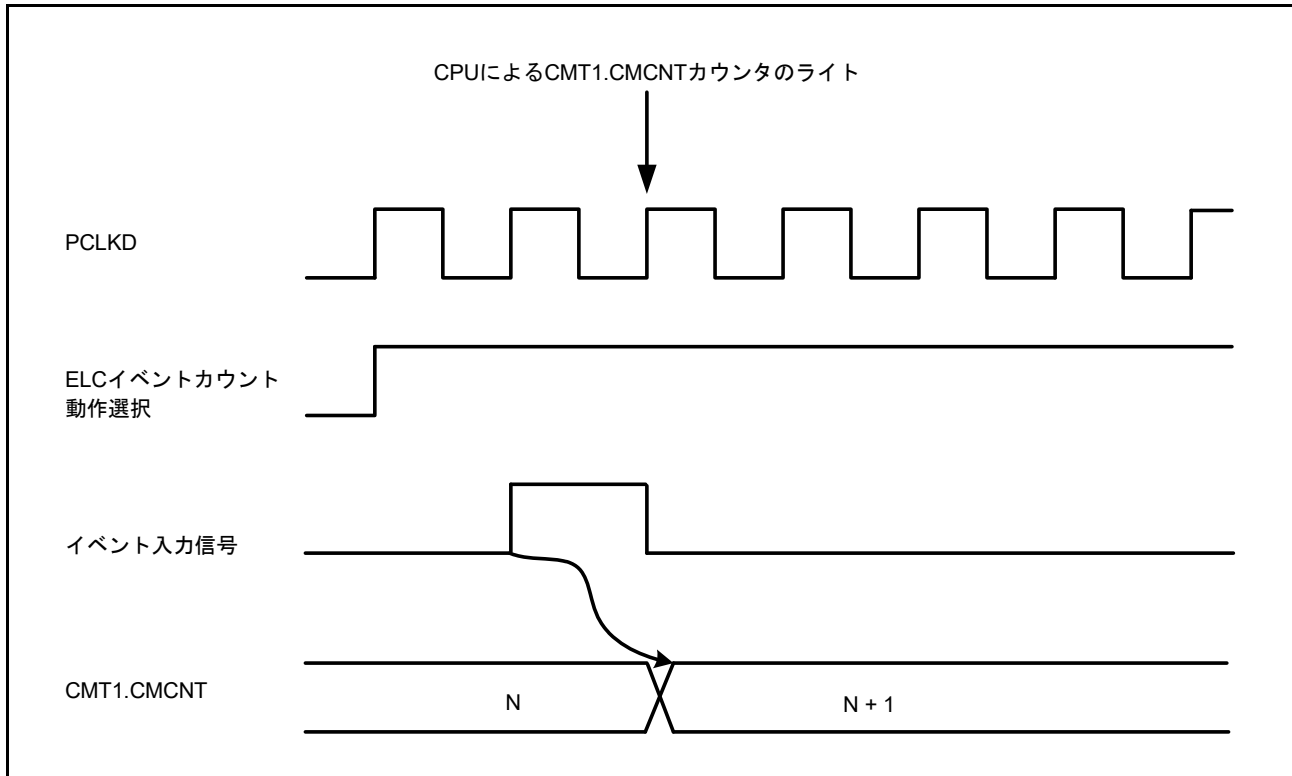 CPUによるCMT1.CMCNTカウンタのライト
PCLKD
ELCイベントカウント
動作選択
イベント入力信号
CMT1.CMCNT
N
N + 1